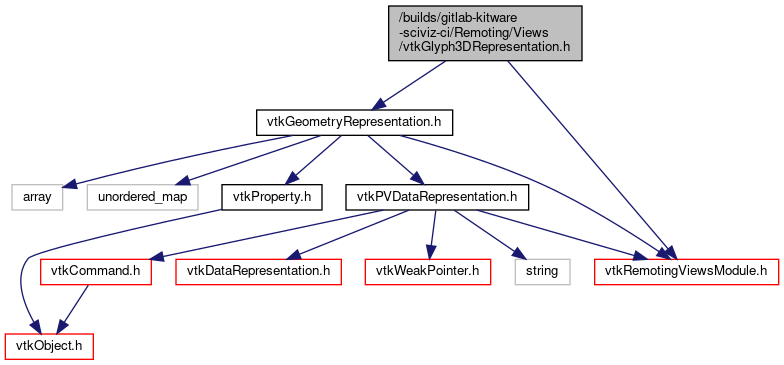 /builds/gitlab-kitware
-sciviz-ci/Remoting/Views
/vtkGlyph3DRepresentation.h
vtkGeometryRepresentation.h
array
unordered_map
vtkProperty.h
vtkPVDataRepresentation.h
vtkCommand.h
vtkDataRepresentation.h
vtkWeakPointer.h
string
vtkRemotingViewsModule.h
vtkObject.h